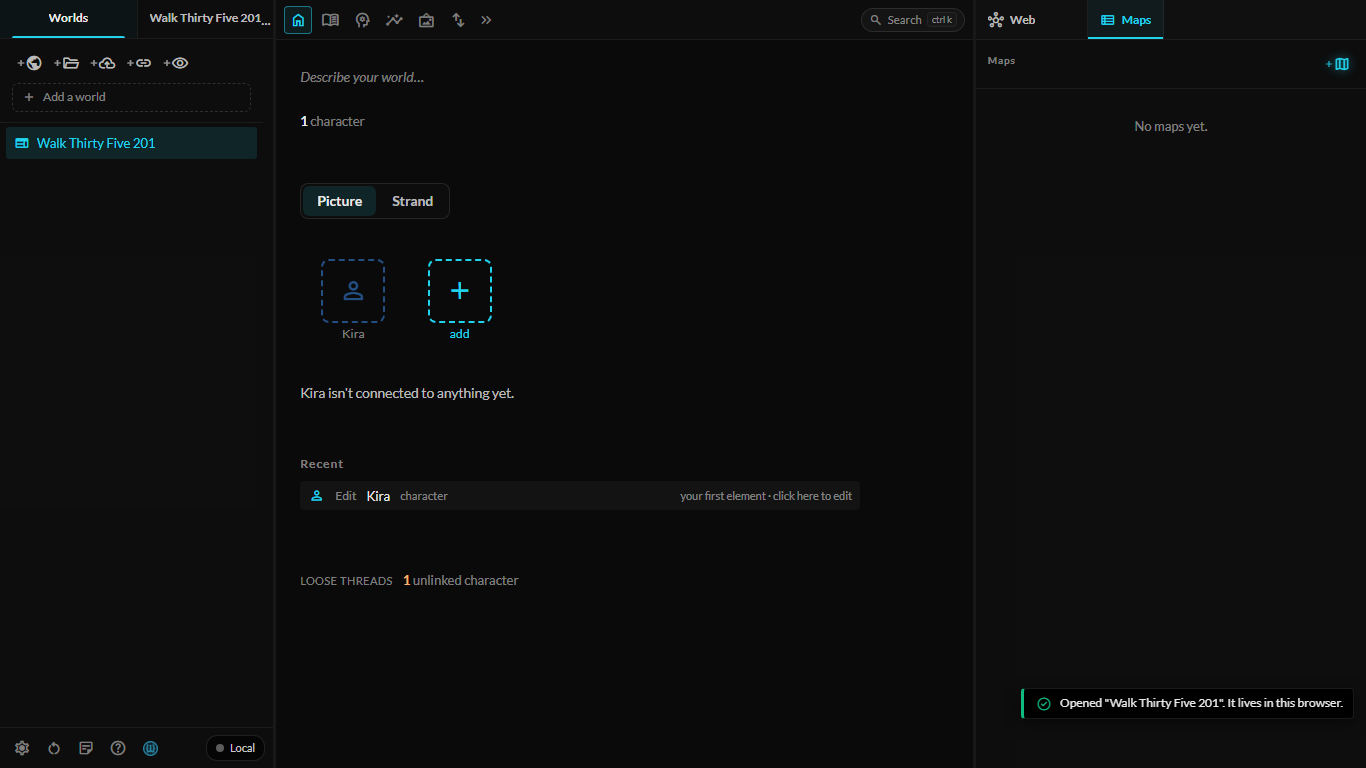 Worlds
Walk Thirty Five 201...
Search ctrl k
Web
Maps
Add a world
Walk Thirty Five 201
Describe your world...
1 character
Picture
Strand
Kira
add
Kira isn't connected to anything yet.
Recent
Edit Kira character your first element · click here to edit
LOOSE THREADS 1 unlinked character
Maps
No maps yet.
Opened "Walk Thirty Five 201". It lives in this browser.
Local